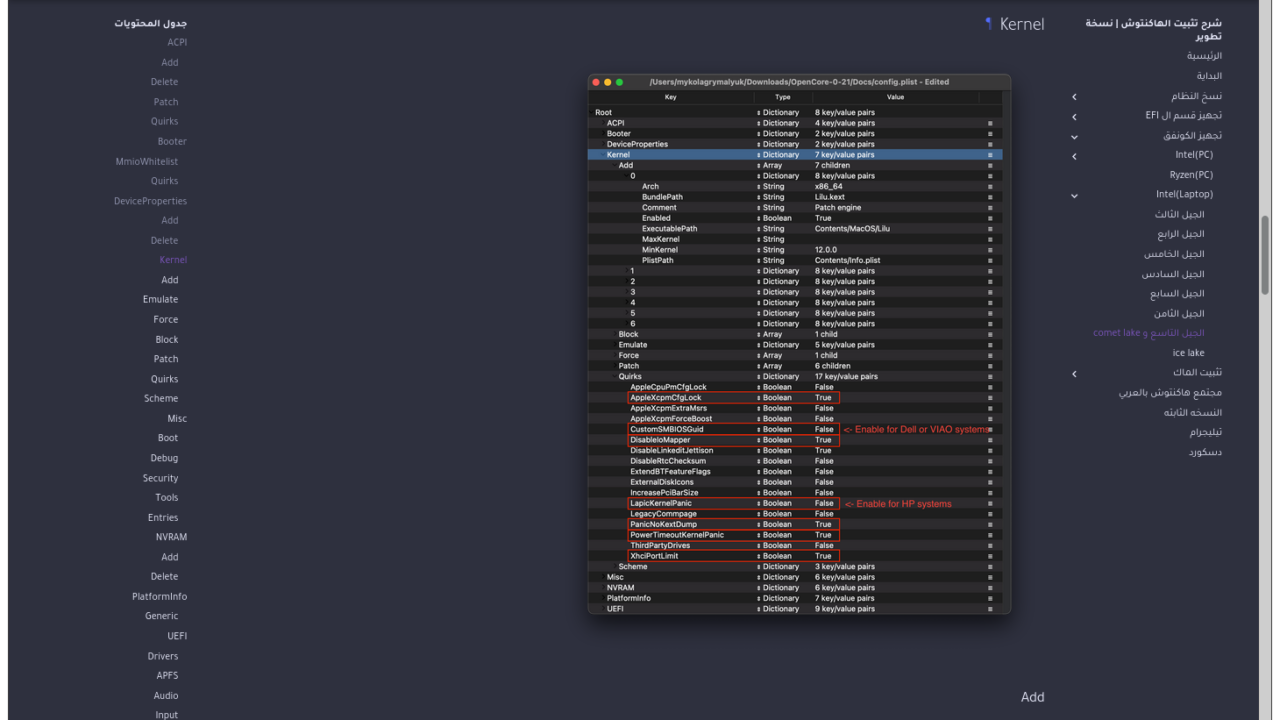 شرح تثبيت الهاكنتوش | نسخة
تطوير
الرئيسية
البداية
نسخ النظام
تجهيز قسم ال EFI
تجهيز الكونفق
Intel(PC)
Ryzen(PC)
Intel(Laptop)
الجيل الثالث
الجيل الرابع
الجيل الخامس
الجيل السادس
الجيل السابع
الجيل الثامن
الجيل التاسع و comet lake
ice lake
تثبيت الماك
مجتمع هاكنتوش بالعربي
النسخه الثابته
تيليجرام
دسكورد
Kernel ¶
/Users/mykolagrymalyuk/Downloads/OpenCore-0-21/Docs/config.plist - Edited
Key Type Value
Root Dictionary 8 key/value pairs
ACPI Dictionary 4 key/value pairs
Booter Dictionary 2 key/value pairs
DeviceProperties Dictionary 2 key/value pairs
Kernel Dictionary 7 key/value pairs
Add Array 7 children
0 Dictionary 8 key/value pairs
Arch String x86_64
BundlePath String Lilu.kext
Comment String Patch engine
Enabled Boolean True
ExecutablePath String Contents/MacOS/Lilu
MaxKernel String
MinKernel String 12.0.0
PlistPath String Contents/Info.plist
1 Dictionary 8 key/value pairs
2 Dictionary 8 key/value pairs
3 Dictionary 8 key/value pairs
4 Dictionary 8 key/value pairs
5 Dictionary 8 key/value pairs
6 Dictionary 8 key/value pairs
Block Array 1 child
Emulate Dictionary 5 key/value pairs
Force Array 1 child
Patch Array 6 children
Quirks Dictionary 17 key/value pairs
AppleCpuPmCfgLock Boolean False
AppleXcpmCfgLock Boolean True
AppleXcpmExtraMsrs Boolean False
AppleXcpmForceBoost Boolean False
CustomSMBIOSGuid Boolean False <- Enable for Dell or VIAO systems
DisableIoMapper Boolean True
DisableLinkeditJettison Boolean True
DisableRtcChecksum Boolean False
ExtendBTFeatureFlags Boolean False
ExternalDiskIcons Boolean False
IncreasePciBarSize Boolean False
LapicKernelPanic Boolean False <- Enable for HP systems
LegacyCommpage Boolean False
PanicNoKextDump Boolean True
PowerTimeoutKernelPanic Boolean True
ThirdPartyDrives Boolean False
XhciPortLimit Boolean True
Scheme Dictionary 3 key/value pairs
Misc Dictionary 6 key/value pairs
NVRAM Dictionary 6 key/value pairs
PlatformInfo Dictionary 7 key/value pairs
UEFI Dictionary 9 key/value pairs
Add
جدول المحتويات
ACPI
Add
Delete
Patch
Quirks
Booter
MmioWhitelist
Quirks
DeviceProperties
Add
Delete
Kernel
Add
Emulate
Force
Block
Patch
Quirks
Scheme
Misc
Boot
Debug
Security
Tools
Entries
NVRAM
Add
Delete
PlatformInfo
Generic
UEFI
Drivers
APFS
Audio
Input